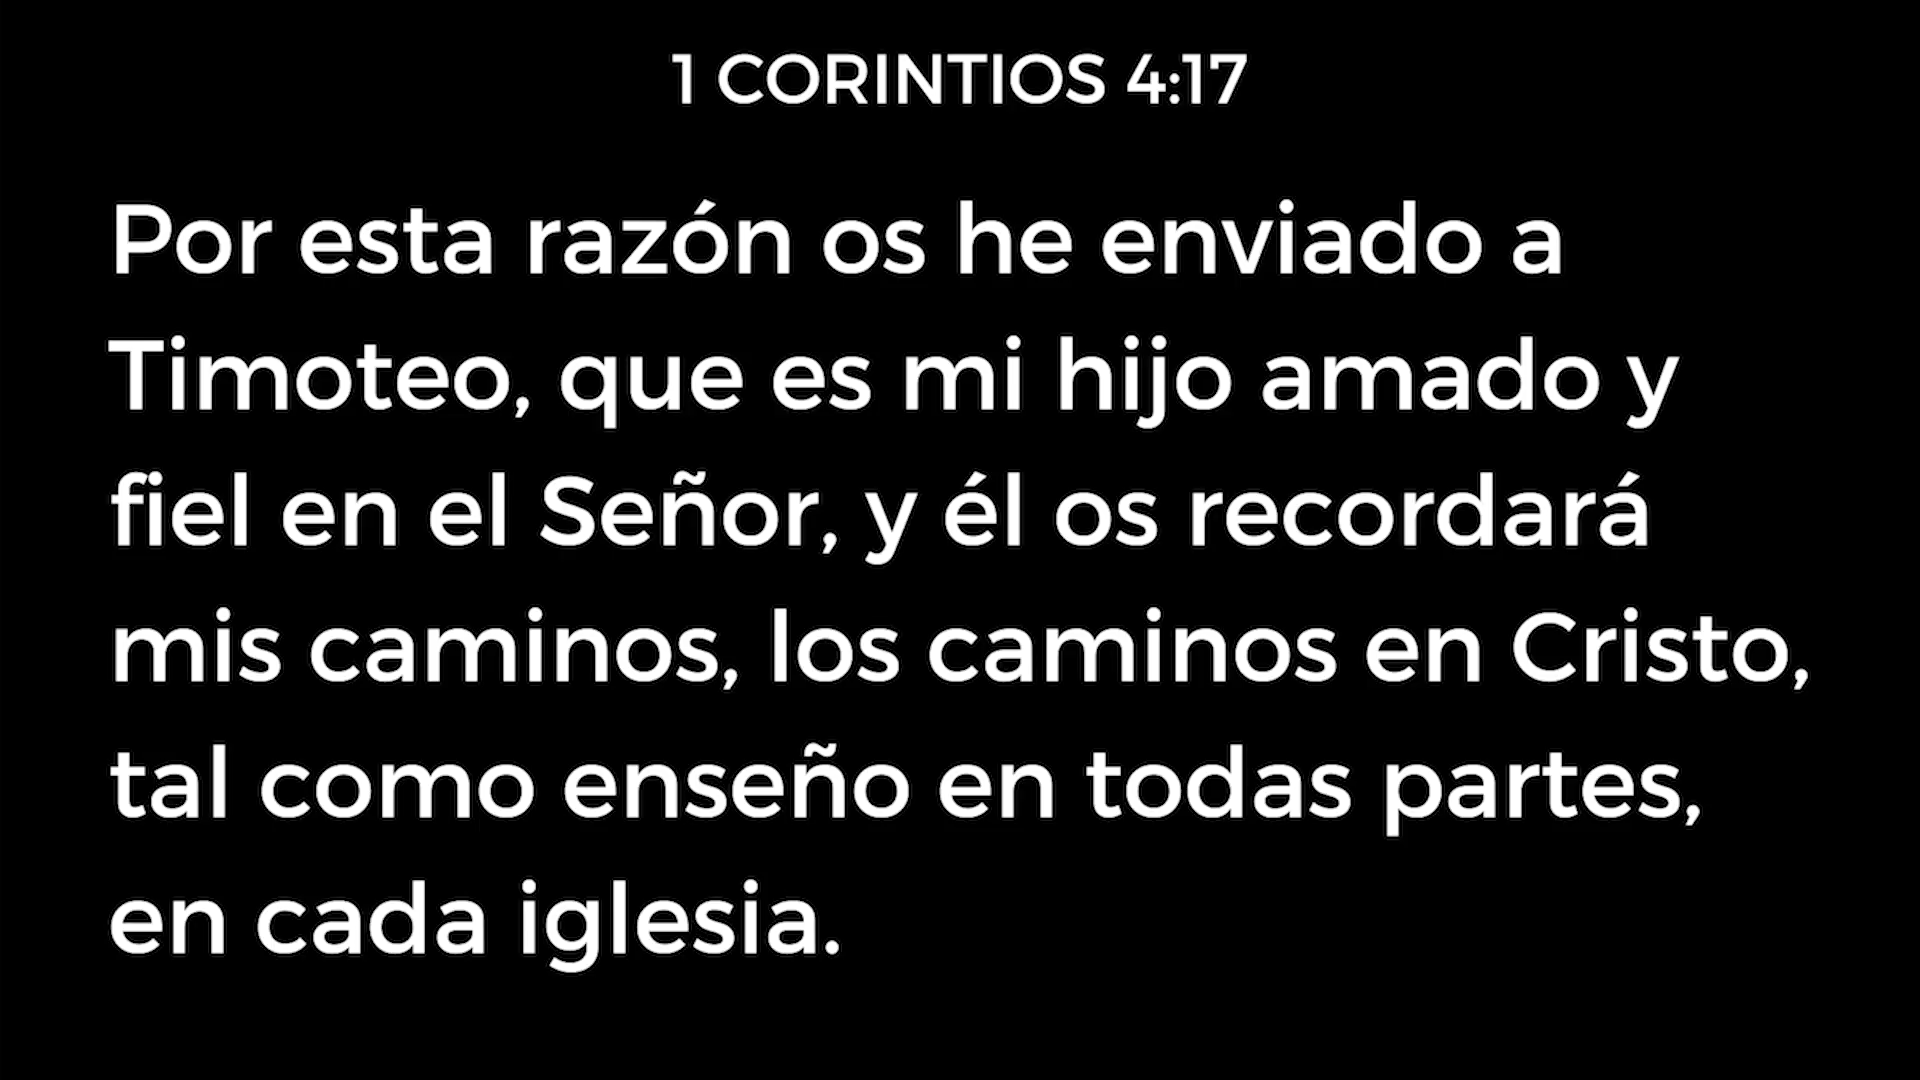 1 CORINTIOS 4:17
Por esta razón os he enviado a
Timoteo, que es mi hijo amado y
fiel en el Señor, y él os recordará
mis caminos, los caminos en Cristo,
tal como enseño en todas partes,
en cada iglesia.